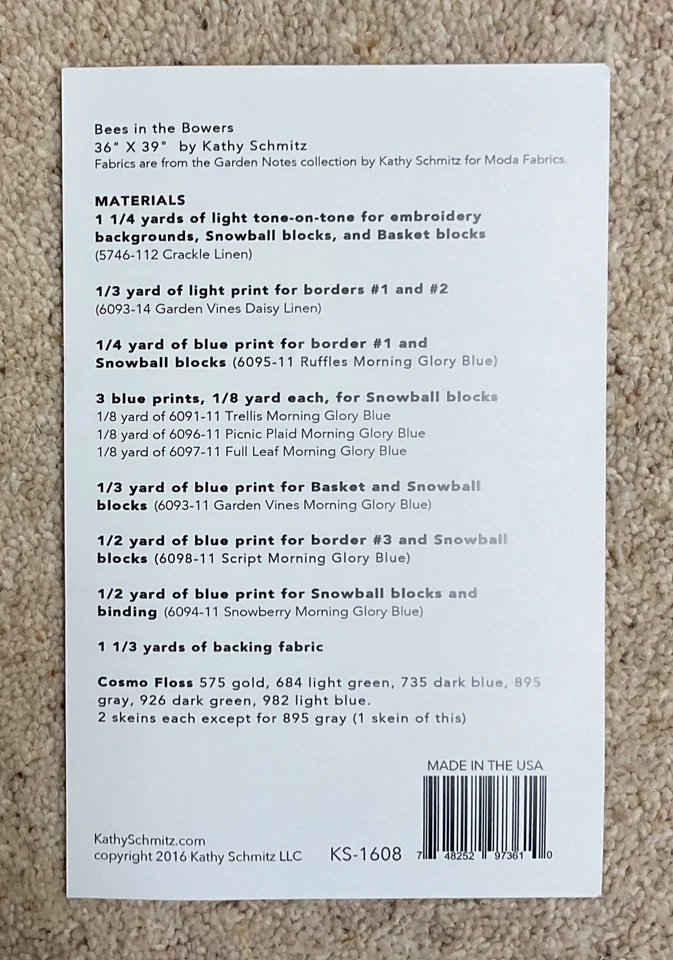 Bees in the Bowers
36" X 39" by Kathy Schmitz
Fabrics are from the Garden Notes collection by Kathy Schmitz for Moda Fabrics.
MATERIALS
1 1/4 yards of light tone-on-tone for embroidery
backgrounds, Snowball blocks, and Basket blocks
(5746-112 Crackle Linen)
1/3 yard of light print for borders #1 and #2
(6093-14 Garden Vines Daisy Linen)
1/4 yard of blue print for border #1 and
Snowball blocks (6095-11 Ruffles Morning Glory Blue)
3 blue prints, 1/8 yard each, for Snowball blocks
1/8 yard of 6091-11 Trellis Morning Glory Blue
1/8 yard of 6096-11 Picnic Plaid Morning Glory Blue
1/8 yard of 6097-11 Full Leaf Morning Glory Blue
1/3 yard of blue print for Basket and Snowball
blocks (6093-11 Garden Vines Morning Glory Blue)
1/2 yard of blue print for border #3 and Snowball
blocks (6098-11 Script Morning Glory Blue)
1/2 yard of blue print for Snowball blocks and
binding (6094-11 Snowberry Morning Glory Blue)
1 1/3 yards of backing fabric
Cosmo Floss 575 gold, 684 light green, 735 dark blue, 895
gray, 926 dark green, 982 light blue.
2 skeins each except for 895 gray (1 skein of this)
MADE IN THE USA
7 48252 97361 0
KathySchmitz.com
copyright 2016 Kathy Schmitz LLC KS-1608